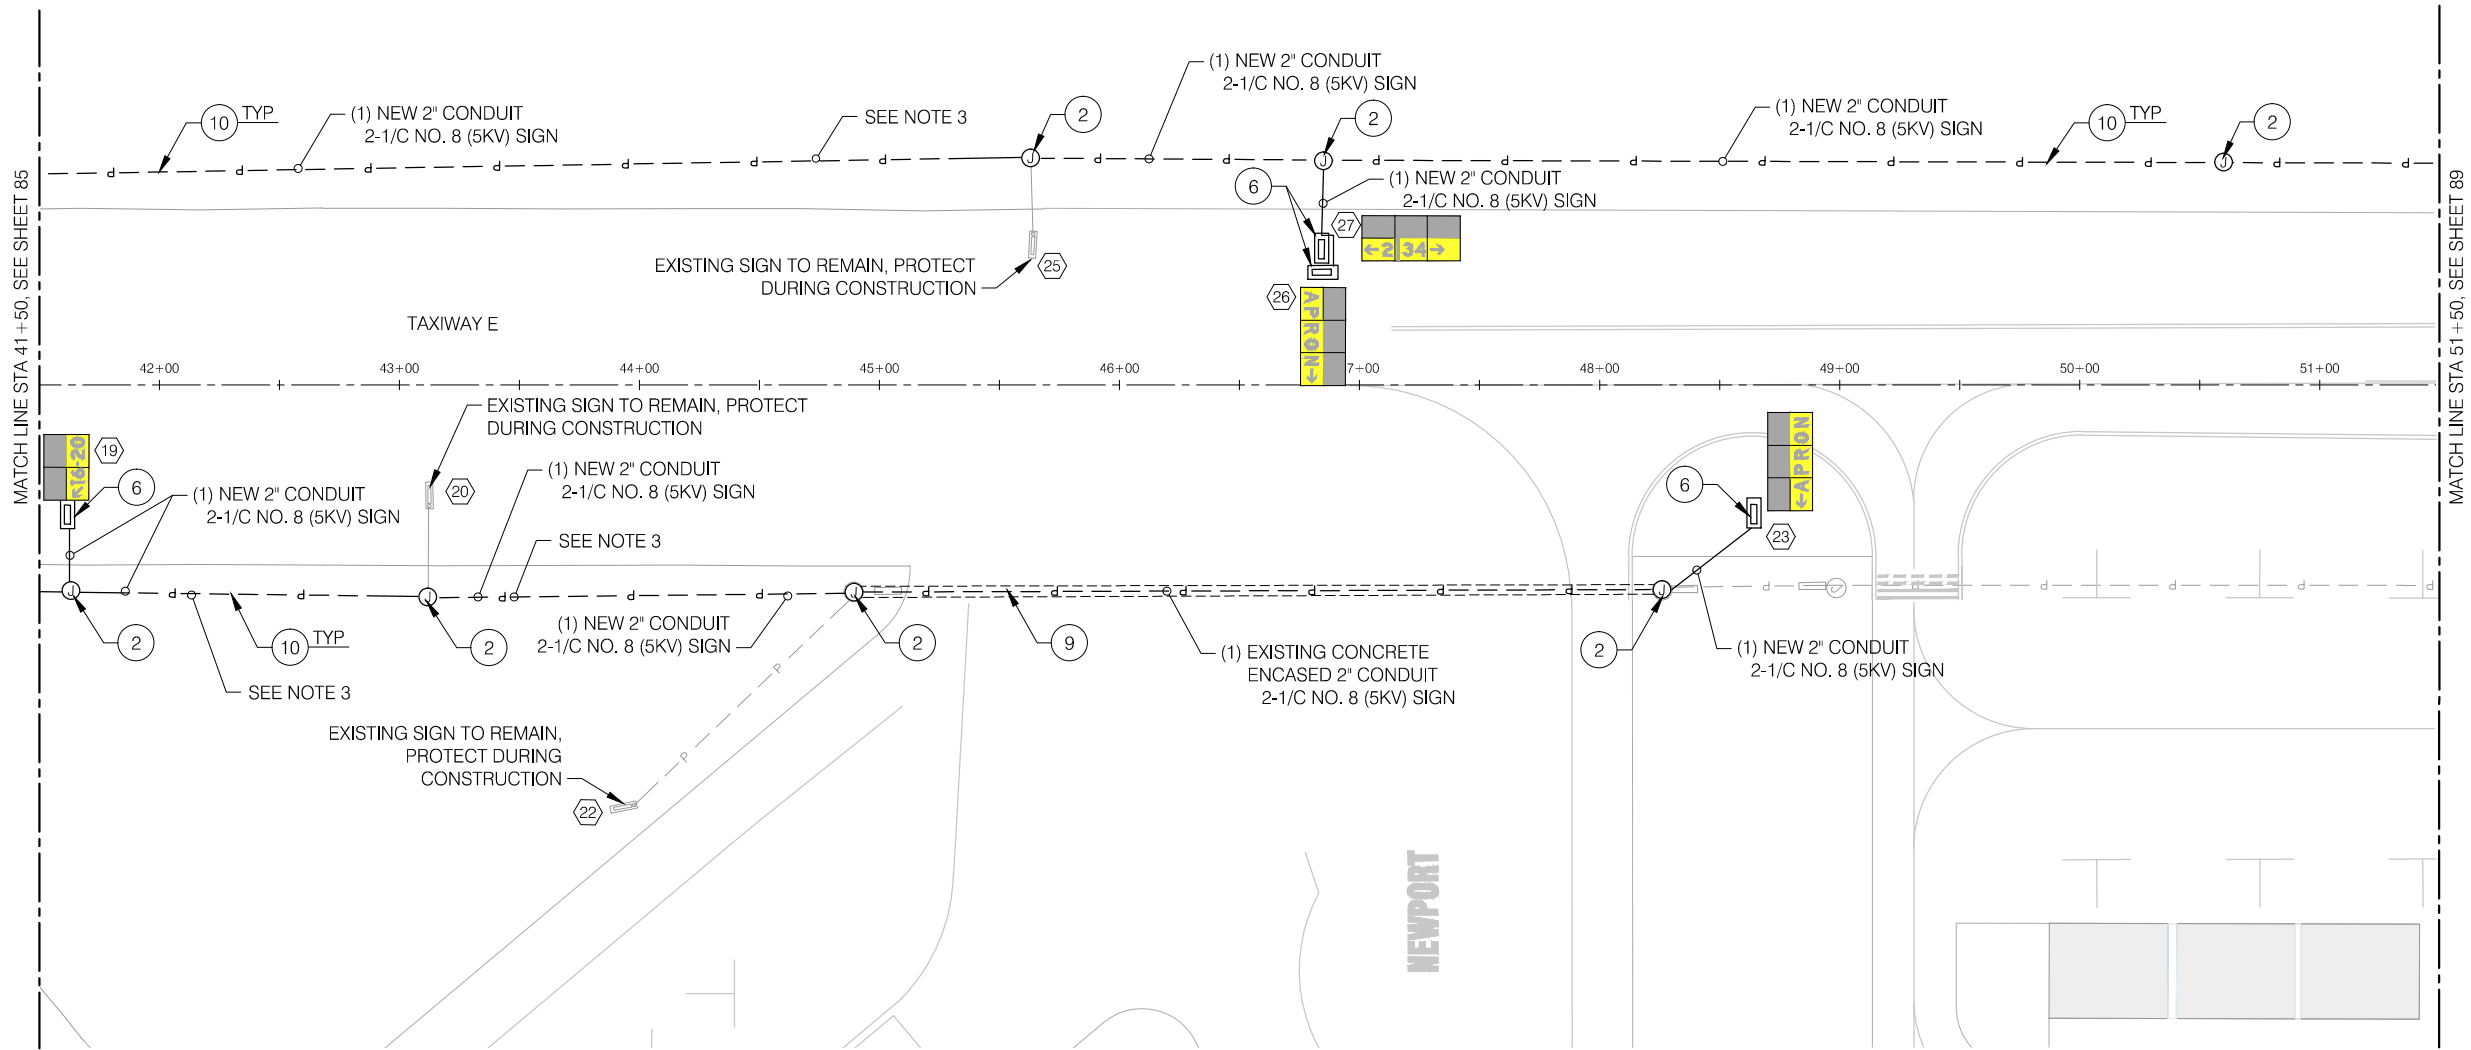 (1) NEW 2" CONDUIT
2-1/C NO. 8 (5KV) SIGN
10 TYP
(1) NEW 2" CONDUIT
2-1/C NO. 8 (5KV) SIGN
SEE NOTE 3
2
2
(1) NEW 2" CONDUIT
2-1/C NO. 8 (5KV) SIGN
10 TYP
2
J
J
J
6
(1) NEW 2" CONDUIT
2-1/C NO. 8 (5KV) SIGN
27
←2 34→
EXISTING SIGN TO REMAIN, PROTECT
DURING CONSTRUCTION
25
26
APRON→
TAXIWAY E
MATCH LINE STA 41+50, SEE SHEET 85
MATCH LINE STA 51+50, SEE SHEET 89
42+00
43+00
44+00
45+00
46+00
7+00
48+00
49+00
50+00
51+00
EXISTING SIGN TO REMAIN, PROTECT
DURING CONSTRUCTION
19
↖16-20
6
(1) NEW 2" CONDUIT
2-1/C NO. 8 (5KV) SIGN
20
(1) NEW 2" CONDUIT
2-1/C NO. 8 (5KV) SIGN
SEE NOTE 3
←APRON
6
23
J
J
J
J
2
10 TYP
SEE NOTE 3
2
(1) NEW 2" CONDUIT
2-1/C NO. 8 (5KV) SIGN
2
9
(1) EXISTING CONCRETE
ENCASED 2" CONDUIT
2-1/C NO. 8 (5KV) SIGN
2
(1) NEW 2" CONDUIT
2-1/C NO. 8 (5KV) SIGN
P
P
EXISTING SIGN TO REMAIN,
PROTECT DURING
CONSTRUCTION
22
NEWPORT